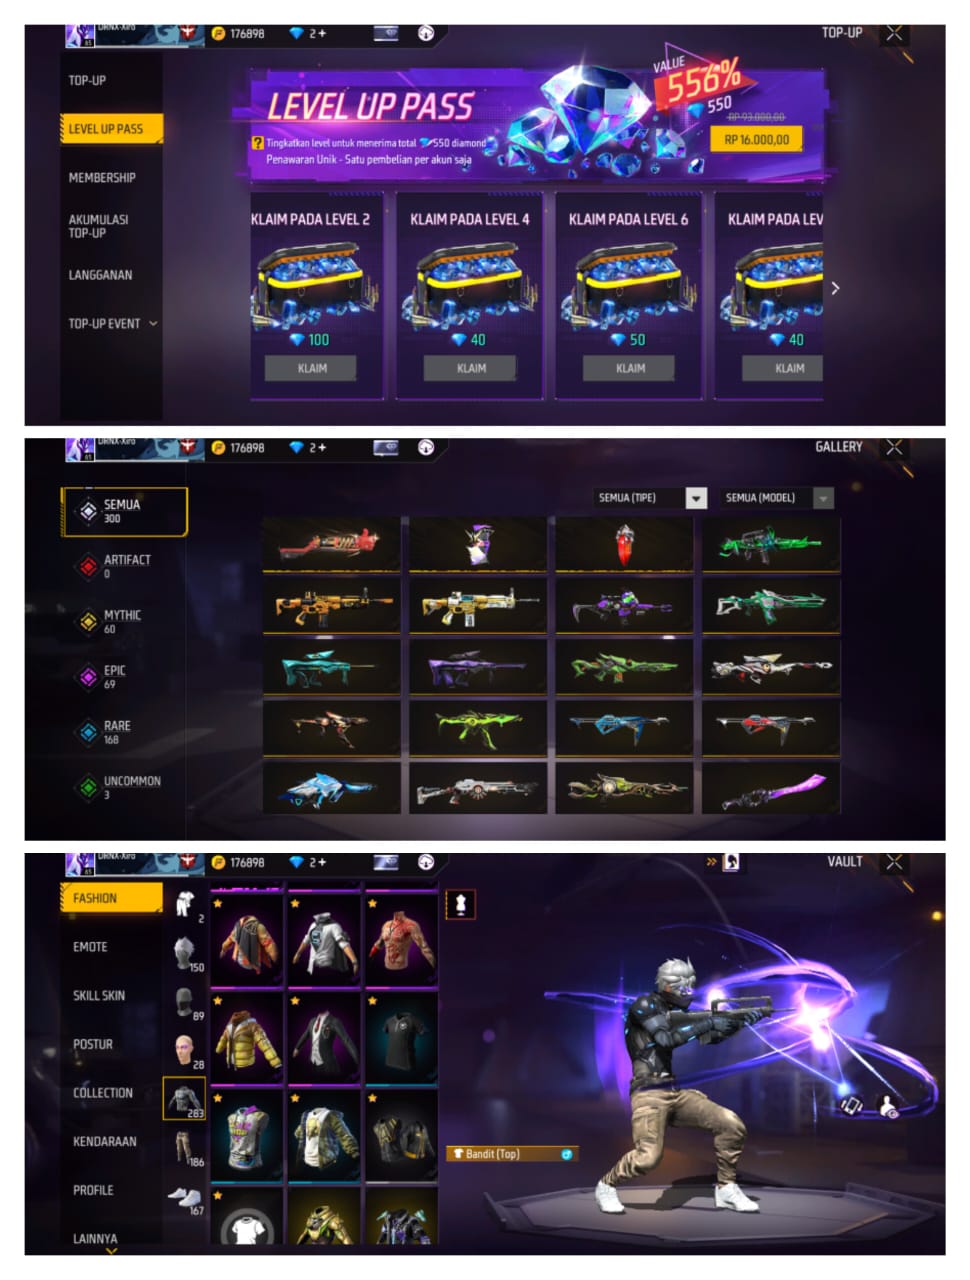 DRNX-Xiro
65
176898
2+
TOP-UP
TOP-UP
LEVEL UP PASS
MEMBERSHIP
AKUMULASI
TOP-UP
LANGGANAN
TOP-UP EVENT
LEVEL UP PASS
Tingkatkan level untuk menerima total 550 diamond
Penawaran Unik - Satu pembelian per akun saja
VALUE
556%
550
RP 93.000,00
RP 16.000,00
KLAIM PADA LEVEL 2
KLAIM PADA LEVEL 4
KLAIM PADA LEVEL 6
KLAIM PADA LEV
100
40
50
40
KLAIM
KLAIM
KLAIM
KLAIM
DRNX-Xiro
65
176898
2+
GALLERY
SEMUA
300
ARTIFACT
0
MYTHIC
60
EPIC
69
RARE
168
UNCOMMON
3
SEMUA (TIPE)
SEMUA (MODEL)
DRNX-Xiro
65
176898
2+
VAULT
FASHION
EMOTE
SKILL SKIN
POSTUR
COLLECTION
KENDARAAN
PROFILE
LAINNYA
2
150
89
28
283
186
167
Bandit (Top)